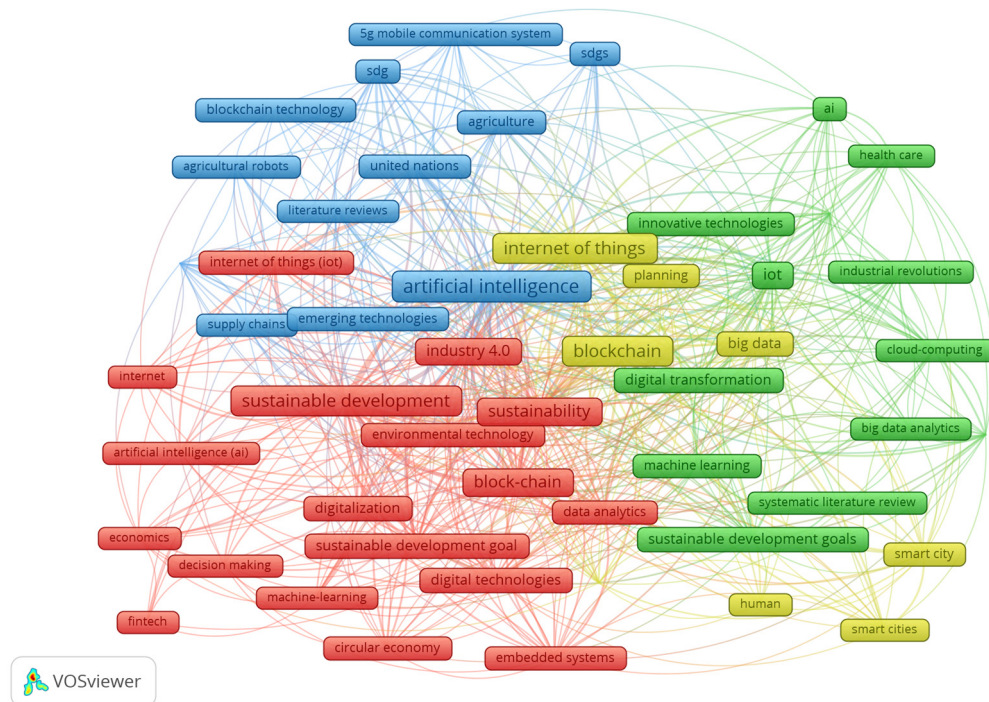 5g mobile communication system
sdgs
sdg
ai
blockchain technology
agriculture
health care
agricultural robots
united nations
literature reviews
innovative technologies
internet of things
internet of things (iot)
planning
iot
industrial revolutions
artificial intelligence
supply chains
emerging technologies
big data
industry 4.0
blockchain
cloud-computing
internet
digital transformation
sustainable development
sustainability
environmental technology
big data analytics
artificial intelligence (ai)
machine learning
block-chain
systematic literature review
digitalization
data analytics
economics
sustainable development goal
sustainable development goals
smart city
decision making
digital technologies
machine-learning
human
fintech
smart cities
circular economy
embedded systems
VOSviewer